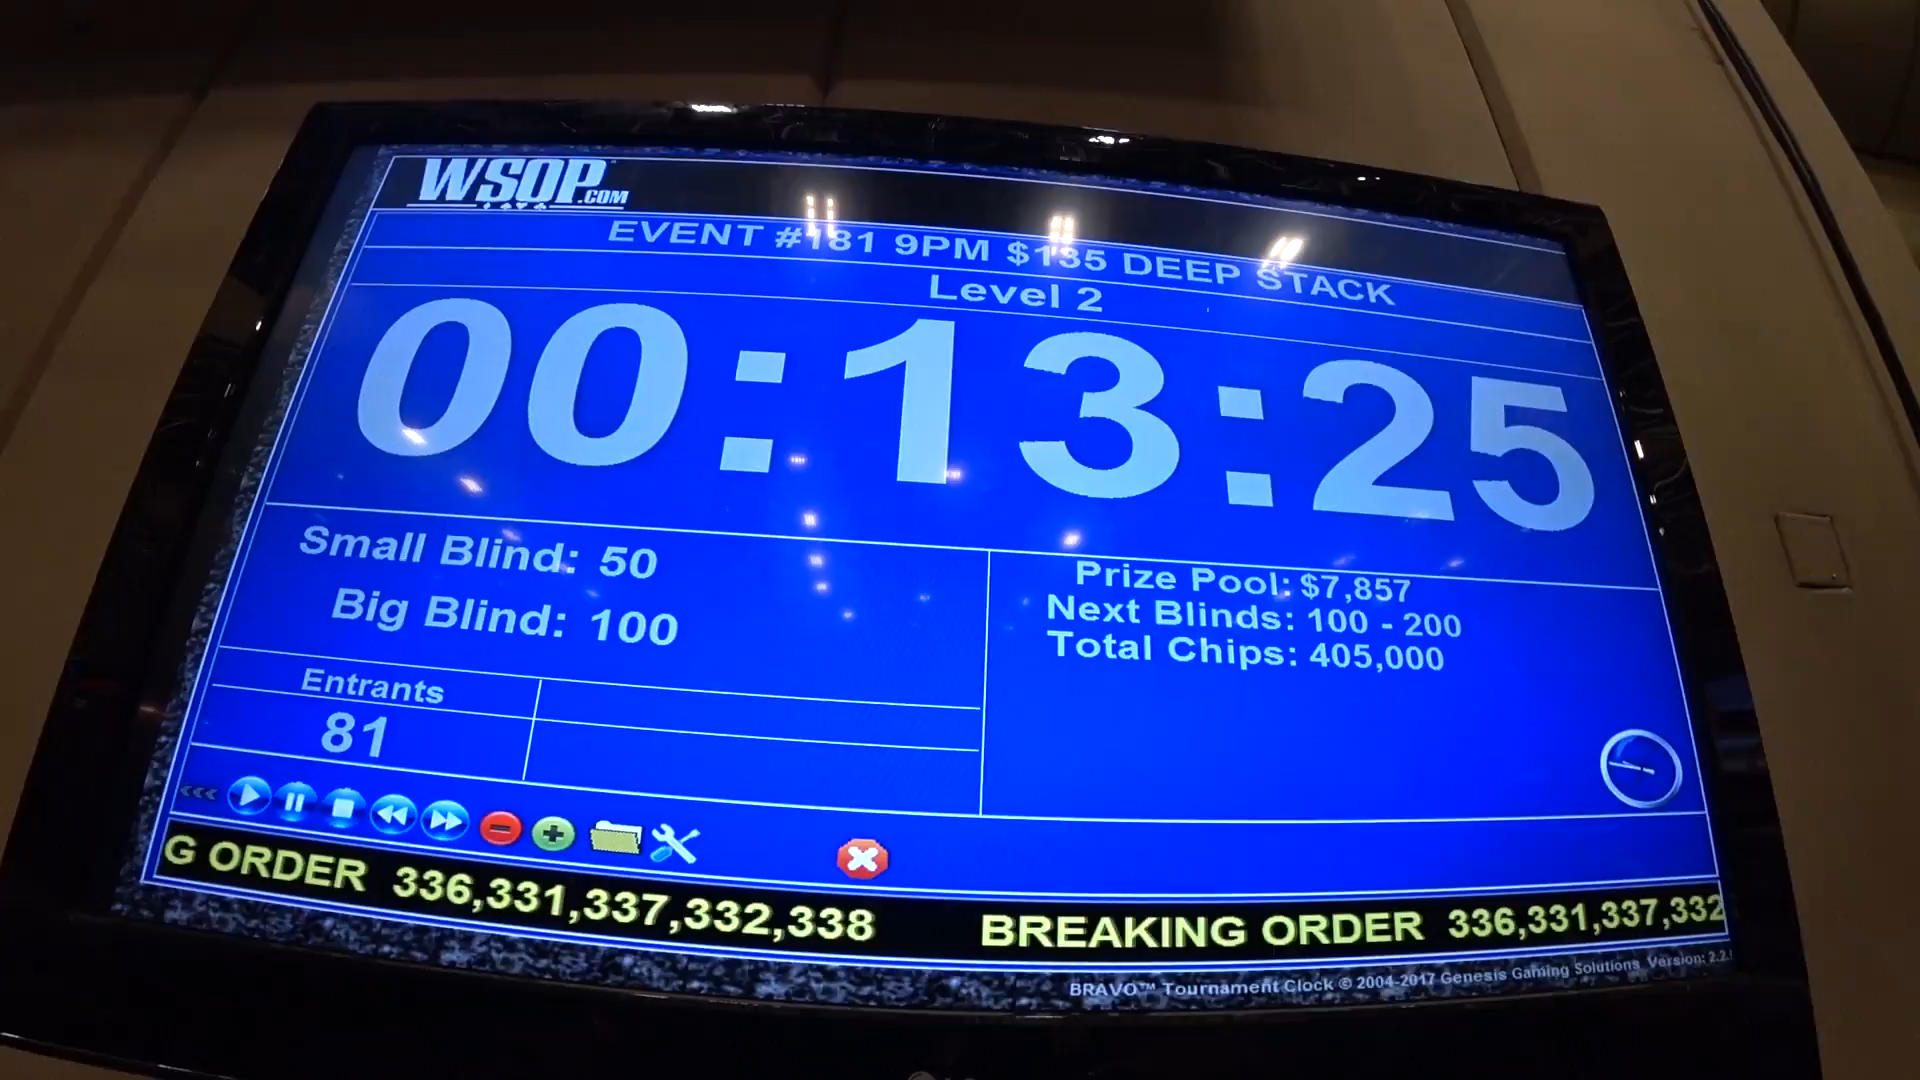 WSOP.COM
EVENT #181 9PM $135 DEEP STACK
Level 2
00:13:25
Small Blind: 50
Big Blind: 100
Prize Pool: $7,857
Next Blinds: 100 - 200
Total Chips: 405,000
Entrants
81
<<<
G ORDER 336,331,337,332,338 BREAKING ORDER 336,331,337,332
BRAVO™ Tournament Clock © 2004-2017 Genesis Gaming Solutions Version: 2.2.